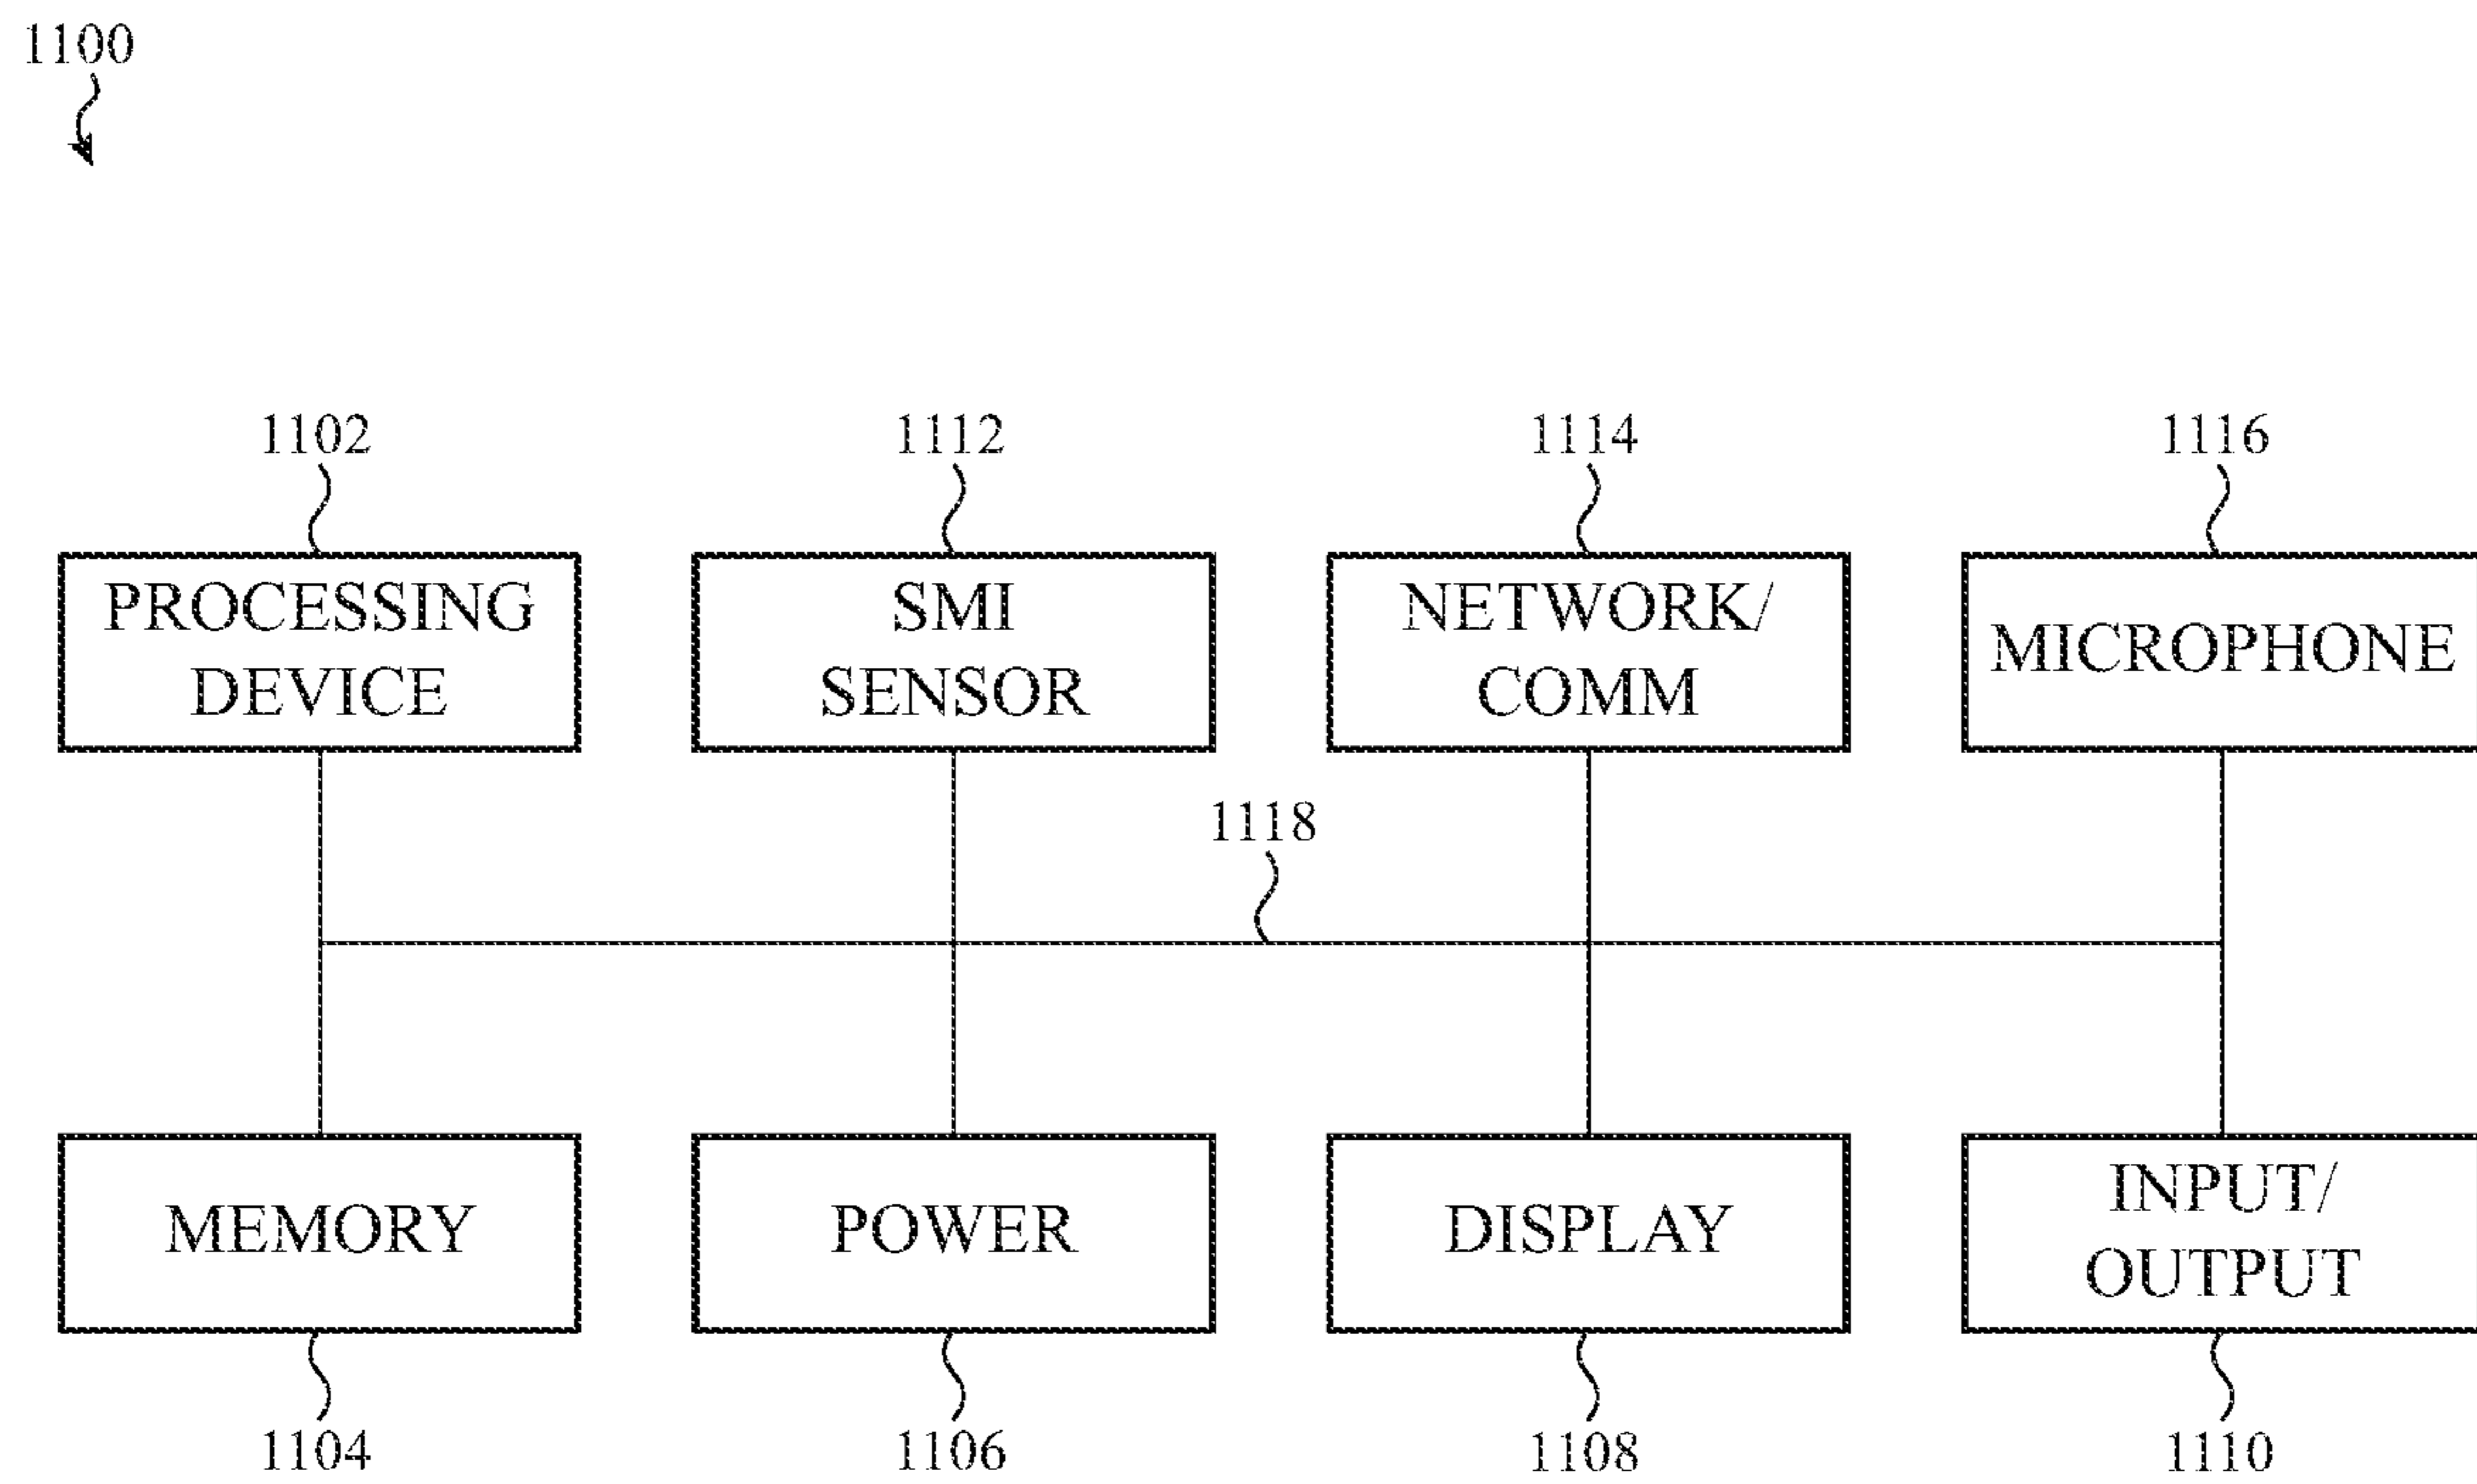 1100
1102
1112
1114
1116
PROCESSING
DEVICE
SMI
SENSOR
NETWORK/
COMM
MICROPHONE
1118
MEMORY
POWER
DISPLAY
INPUT/
OUTPUT
1104
1106
1108
1110